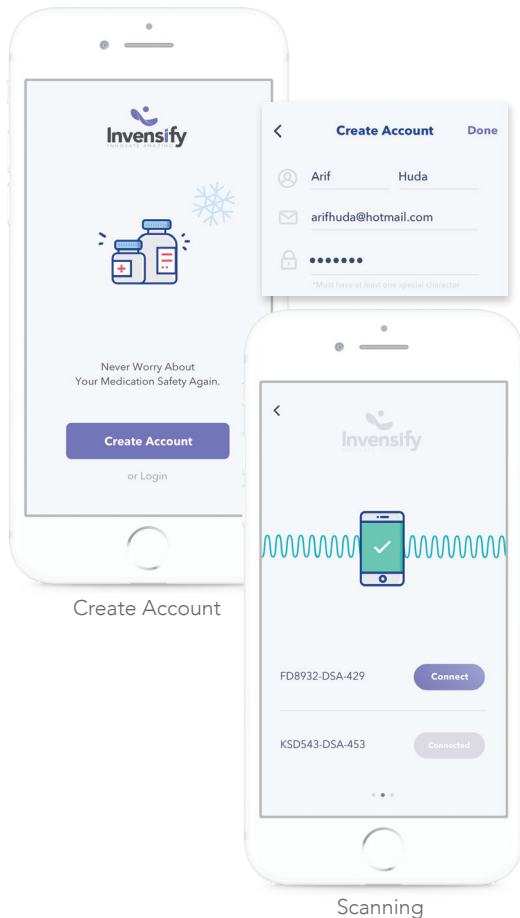 Invensify
INNOVATE AMAZING
Never Worry About
Your Medication Safety Again.
Create Account
or Login
Create Account
Create Account Done
Arif Huda
arifhuda@hotmail.com
•••••••
*Must have at least one special character
Invensify
FD8932-DSA-429 Connect
KSD543-DSA-453 Connected
Scanning